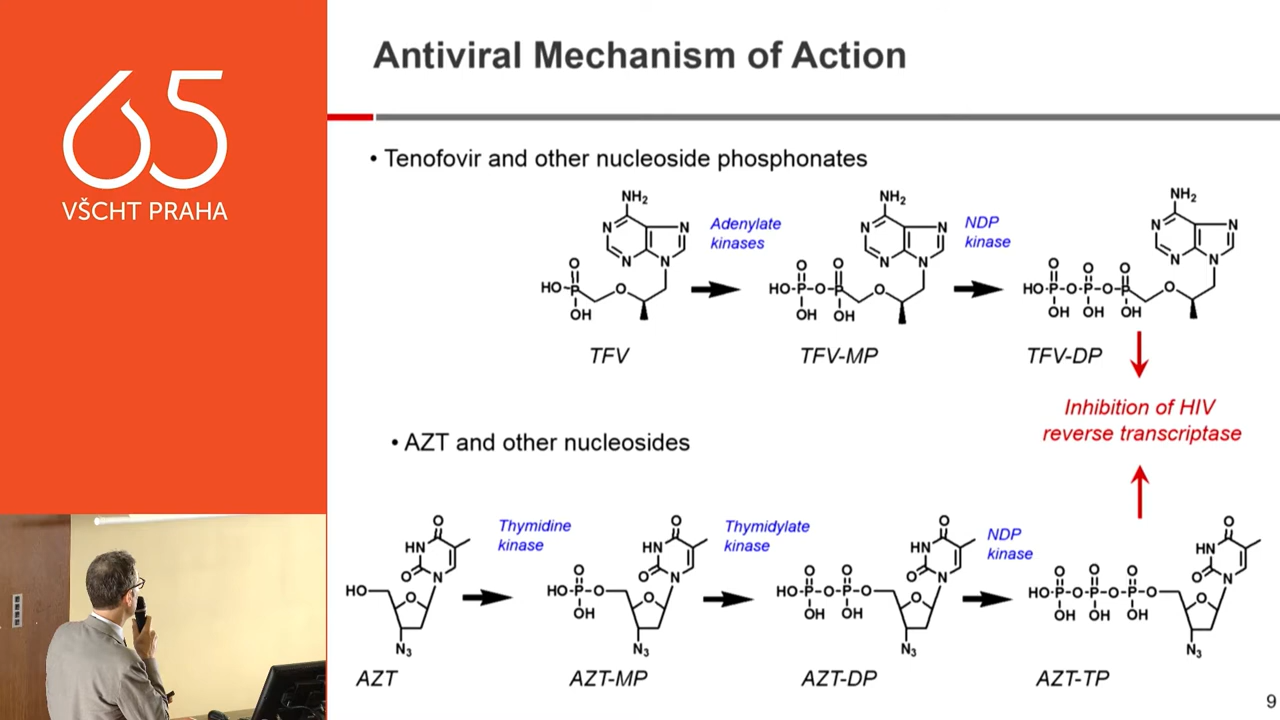 65
VŠCHT PRAHA
Antiviral Mechanism of Action
• Tenofovir and other nucleoside phosphonates
NH2
N
N
N
N
O
HO-P
OH
O
TFV
Adenylate
kinases
NH2
N
N
N
N
O
O
HO-P-O-P
OH
OH
O
TFV-MP
NDP
kinase
NH2
N
N
N
N
O
O
O
HO-P-O-P-O-P
OH
OH
OH
O
TFV-DP
Inhibition of HIV
reverse transcriptase
• AZT and other nucleosides
O
HN
O
N
HO
O
N3
AZT
Thymidine
kinase
O
HN
O
N
O
HO-P-O
OH
O
N3
AZT-MP
Thymidylate
kinase
O
HN
O
N
O
O
HO-P-O-P-O
OH
OH
O
N3
AZT-DP
NDP
kinase
O
HN
O
N
O
O
O
HO-P-O-P-O-P-O
OH
OH
OH
O
N3
AZT-TP
9